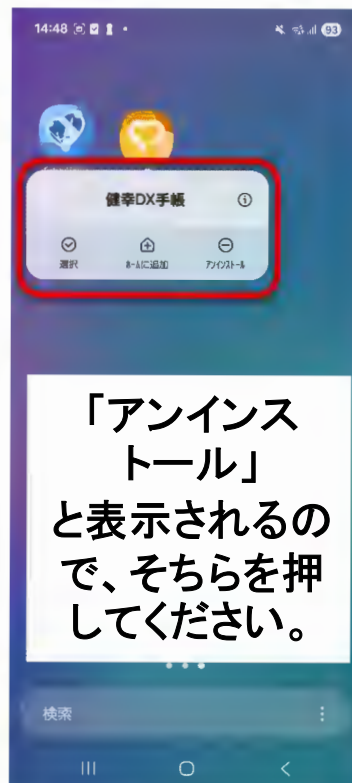 14:48
93
健幸DX手帳
選択
ホームに追加
アンインストール
「アンインス
トール」
と表示されるの
で、そちらを押
してください。
検索